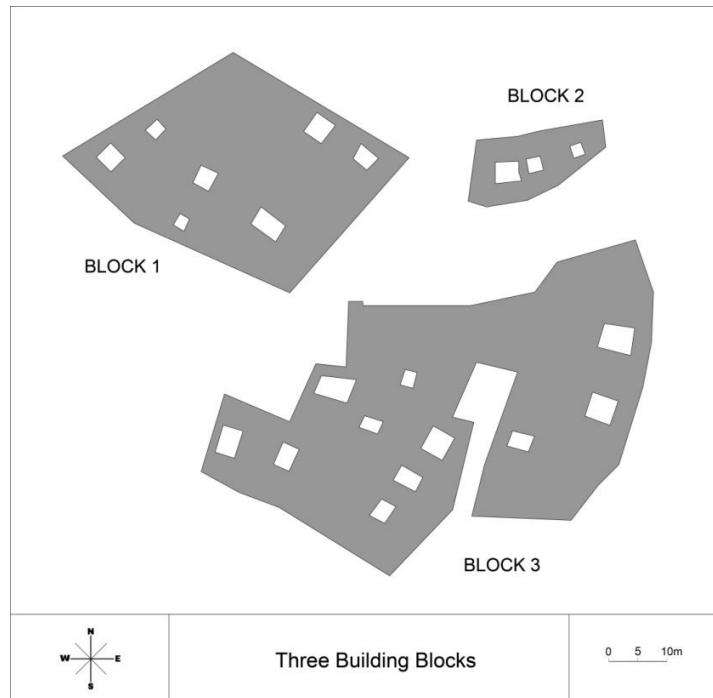 BLOCK 2
BLOCK 1
BLOCK 3
N
W E
S
Three Building Blocks
0 5 10m